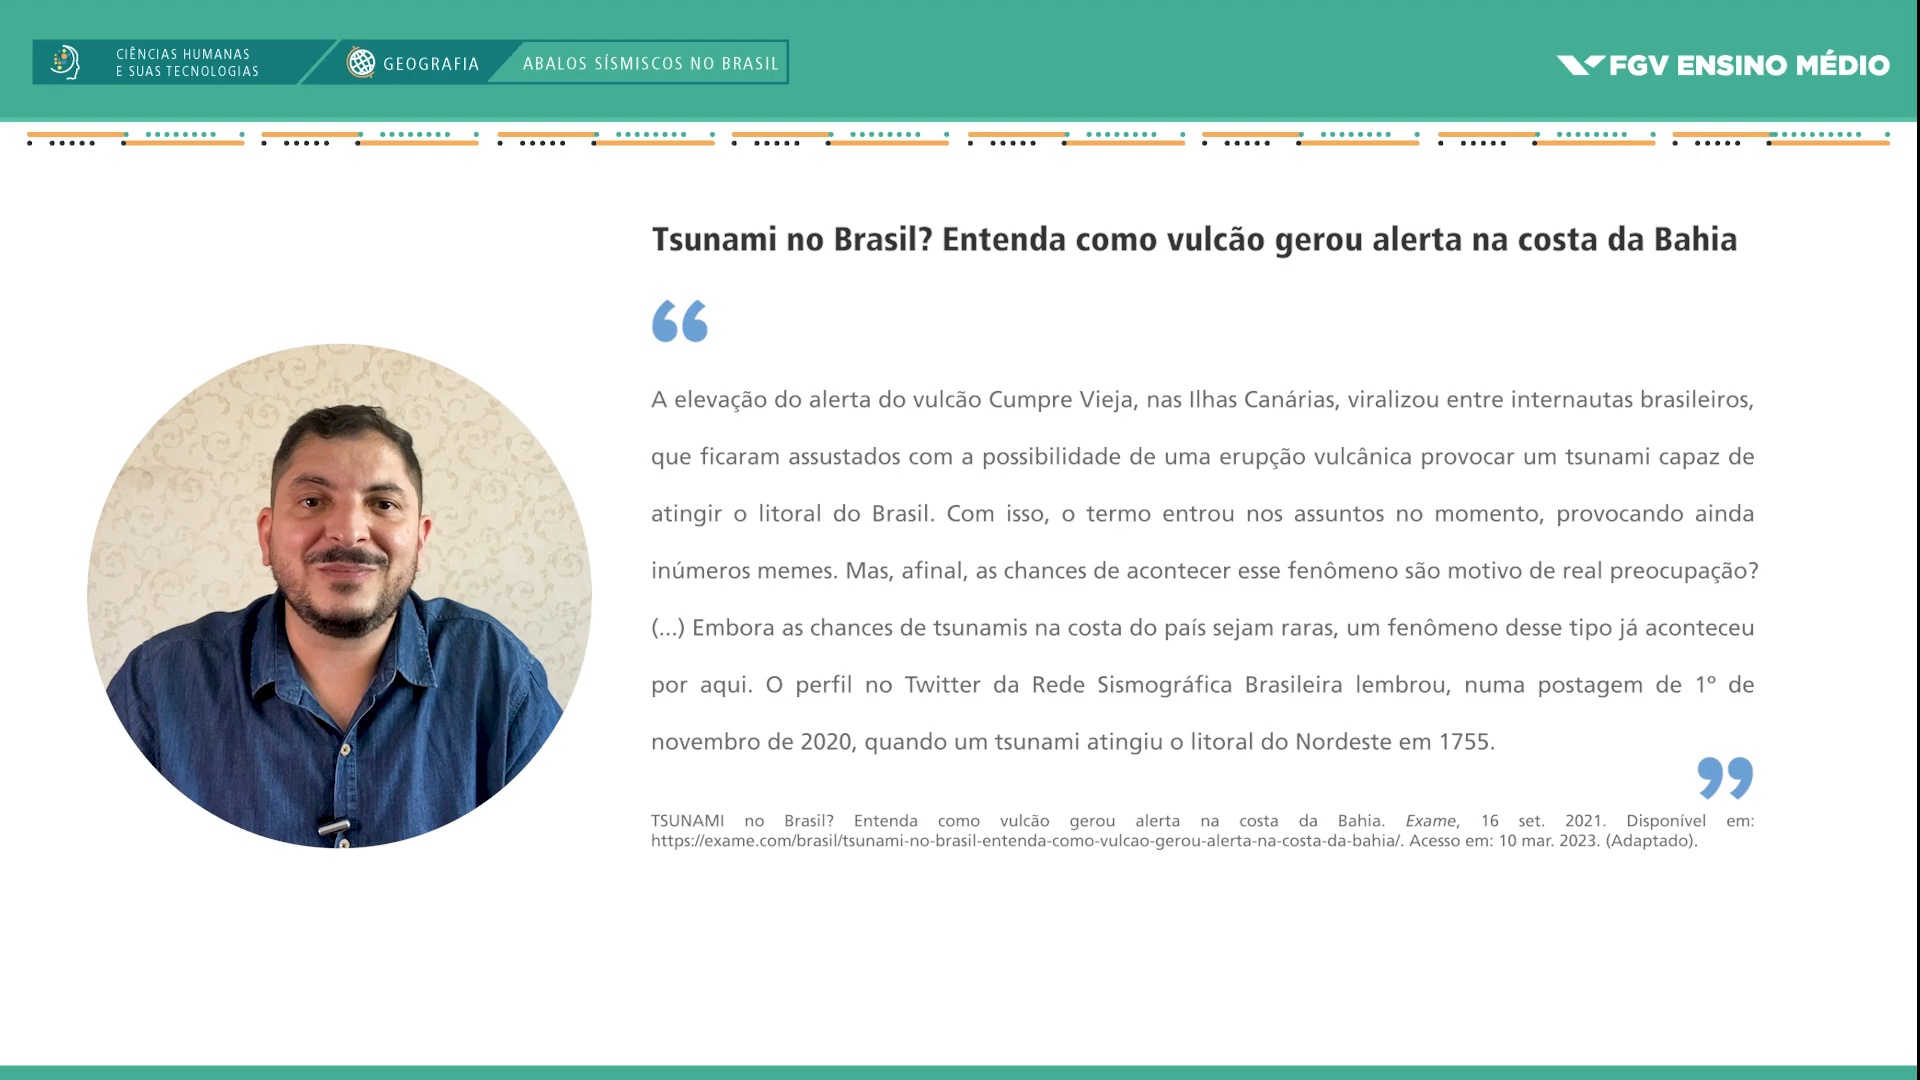 CIÊNCIAS HUMANAS
E SUAS TECNOLOGIAS
GEOGRAFIA
ABALOS SÍSMISCOS NO BRASIL
FGV ENSINO MÉDIO
Tsunami no Brasil? Entenda como vulcão gerou alerta na costa da Bahia
“
A elevação do alerta do vulcão Cumpre Vieja, nas Ilhas Canárias, viralizou entre internautas brasileiros,
que ficaram assustados com a possibilidade de uma erupção vulcânica provocar um tsunami capaz de
atingir o litoral do Brasil. Com isso, o termo entrou nos assuntos no momento, provocando ainda
inúmeros memes. Mas, afinal, as chances de acontecer esse fenômeno são motivo de real preocupação?
(...) Embora as chances de tsunamis na costa do país sejam raras, um fenômeno desse tipo já aconteceu
por aqui. O perfil no Twitter da Rede Sismográfica Brasileira lembrou, numa postagem de 1º de
novembro de 2020, quando um tsunami atingiu o litoral do Nordeste em 1755.
”
TSUNAMI no Brasil? Entenda como vulcão gerou alerta na costa da Bahia. Exame, 16 set. 2021. Disponível em:
https://exame.com/brasil/tsunami-no-brasil-entenda-como-vulcao-gerou-alerta-na-costa-da-bahia/. Acesso em: 10 mar. 2023. (Adaptado).